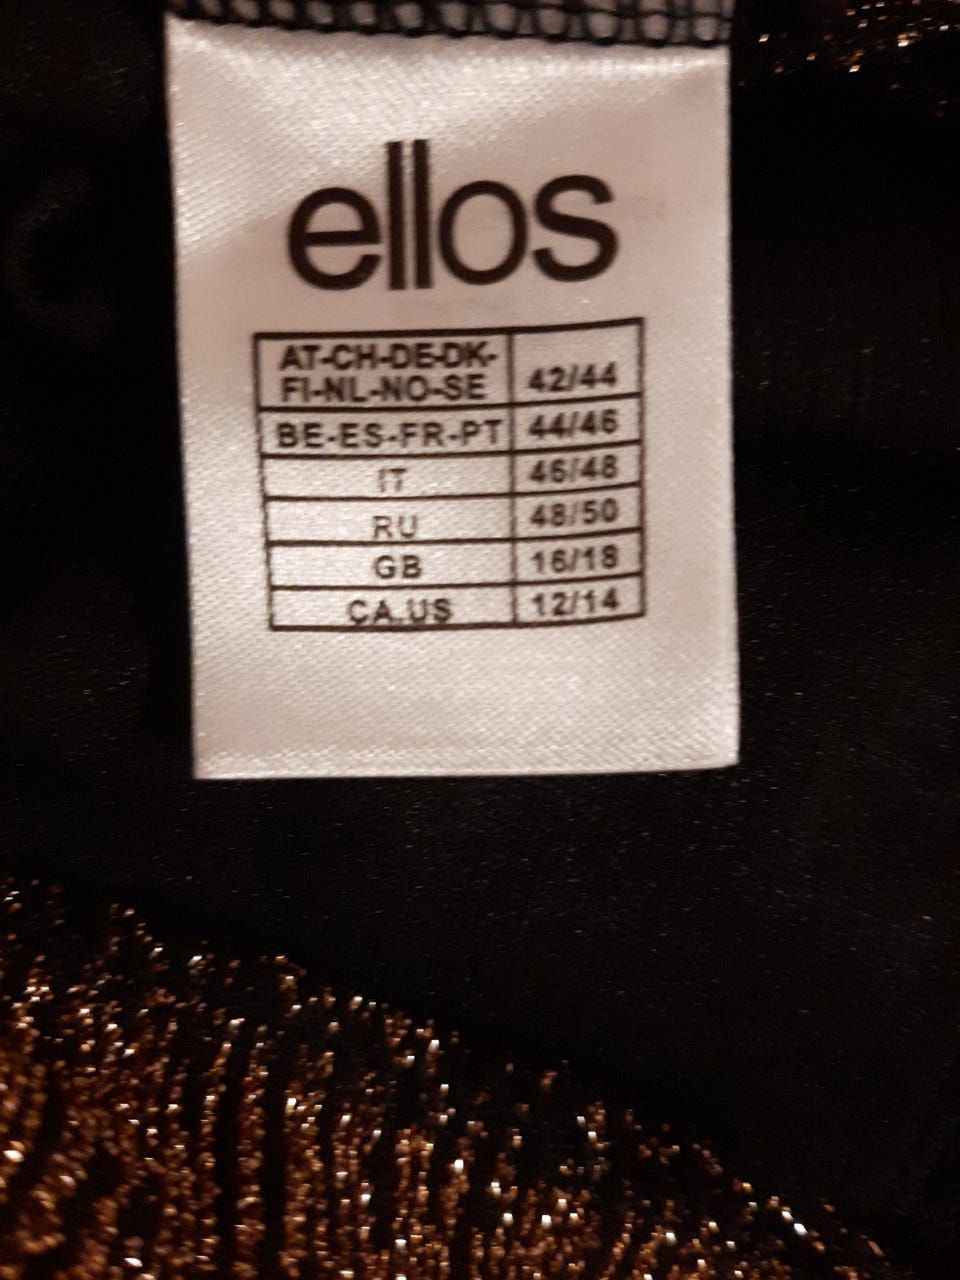 ellos
AT-CH-DE-DK-
FI-NL-NO-SE 42/44
BE-ES-FR-PT 44/46
IT 46/48
RU 48/50
GB 16/18
CA.US 12/14